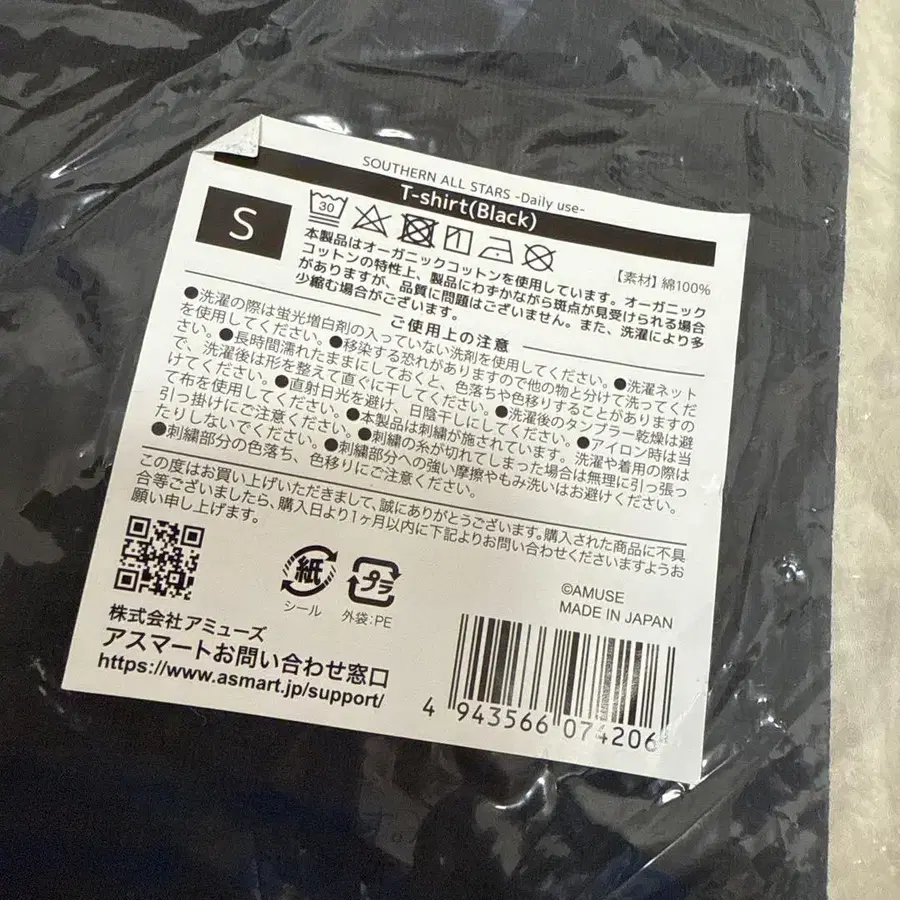 SOUTHERN ALL STARS -Daily use-
T-shirt(Black)
S
30
本製品はオーガニックコットンを使用しています。オーガニック
コットンの特性上、製品にわずかながら斑点が見受けられる場合
がありますが、品質に問題はございません。また、洗濯により多
少縮む場合がございます。
【素材】綿100%
ご使用上の注意
●洗濯の際は蛍光増白剤の入っていない洗剤を使用してください。●洗濯ネット
を使用してください。●移染する恐れがありますので他の物と分けて洗ってくだ
さい。●長時間濡れたままにしておくと、色落ちや色移りすることがありますの
で、洗濯後は形を整えて直ぐに干してください。●洗濯後のタンブラー乾燥は避
けてください。●直射日光を避け、日陰干しにしてください。●アイロン時は当
て布を使用してください。●本製品は刺繍が施されています。洗濯や着用の際は
引っ掛けにご注意ください。●刺繍の糸が切れてしまった場合は無理に引っ張っ
たりしないでください。●刺繍部分への強い摩擦やもみ洗いはお避けください。
●刺繍部分の色落ち、色移りにご注意ください。
この度はお買い上げいただきまして、誠にありがとうございます。購入された商品に不具
合等ございましたら、購入日より1ヶ月以内に下記よりお問い合わせくださいますようお
願い申し上げます。
紙
シール
プラ
外袋:PE
©AMUSE
MADE IN JAPAN
株式会社アミューズ
アスマートお問い合わせ窓口
https://www.asmart.jp/support/
4 943566 074206